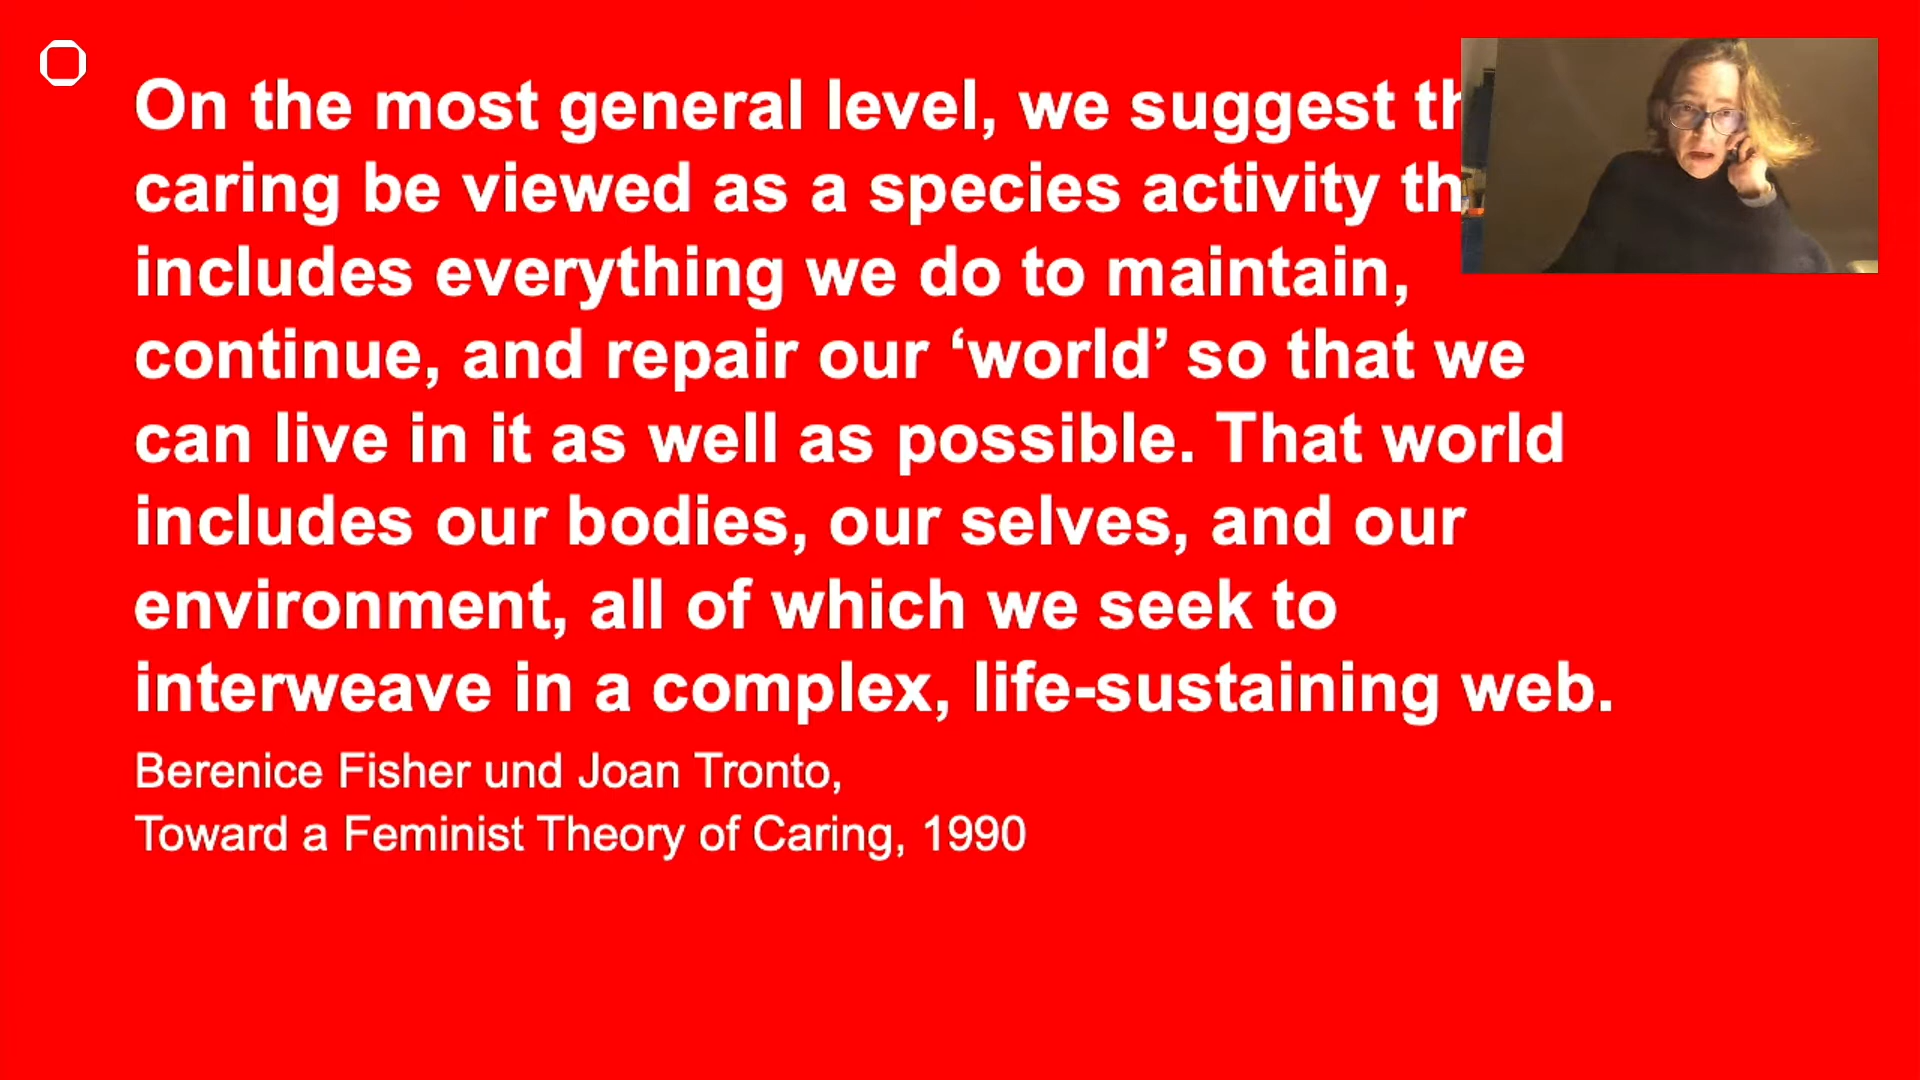 On the most general level, we suggest
caring be viewed as a species activity
includes everything we do to maintain,
continue, and repair our ‘world’ so that we
can live in it as well as possible. That world
includes our bodies, our selves, and our
environment, all of which we seek to
interweave in a complex, life-sustaining web.
Berenice Fisher und Joan Tronto,
Toward a Feminist Theory of Caring, 1990